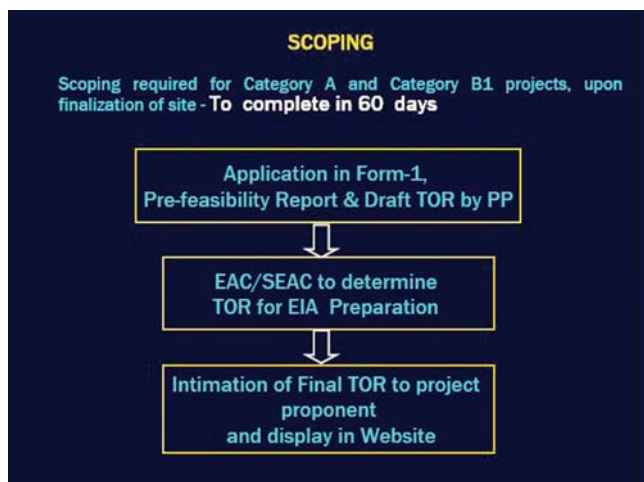 SCOPING
Scoping required for Category A and Category B1 projects, upon
finalization of site - To complete in 60 days
Application in Form-1,
Pre-feasibility Report & Draft TOR by PP
EAC/SEAC to determine
TOR for EIA Preparation
Intimation of Final TOR to project
proponent
and display in Website